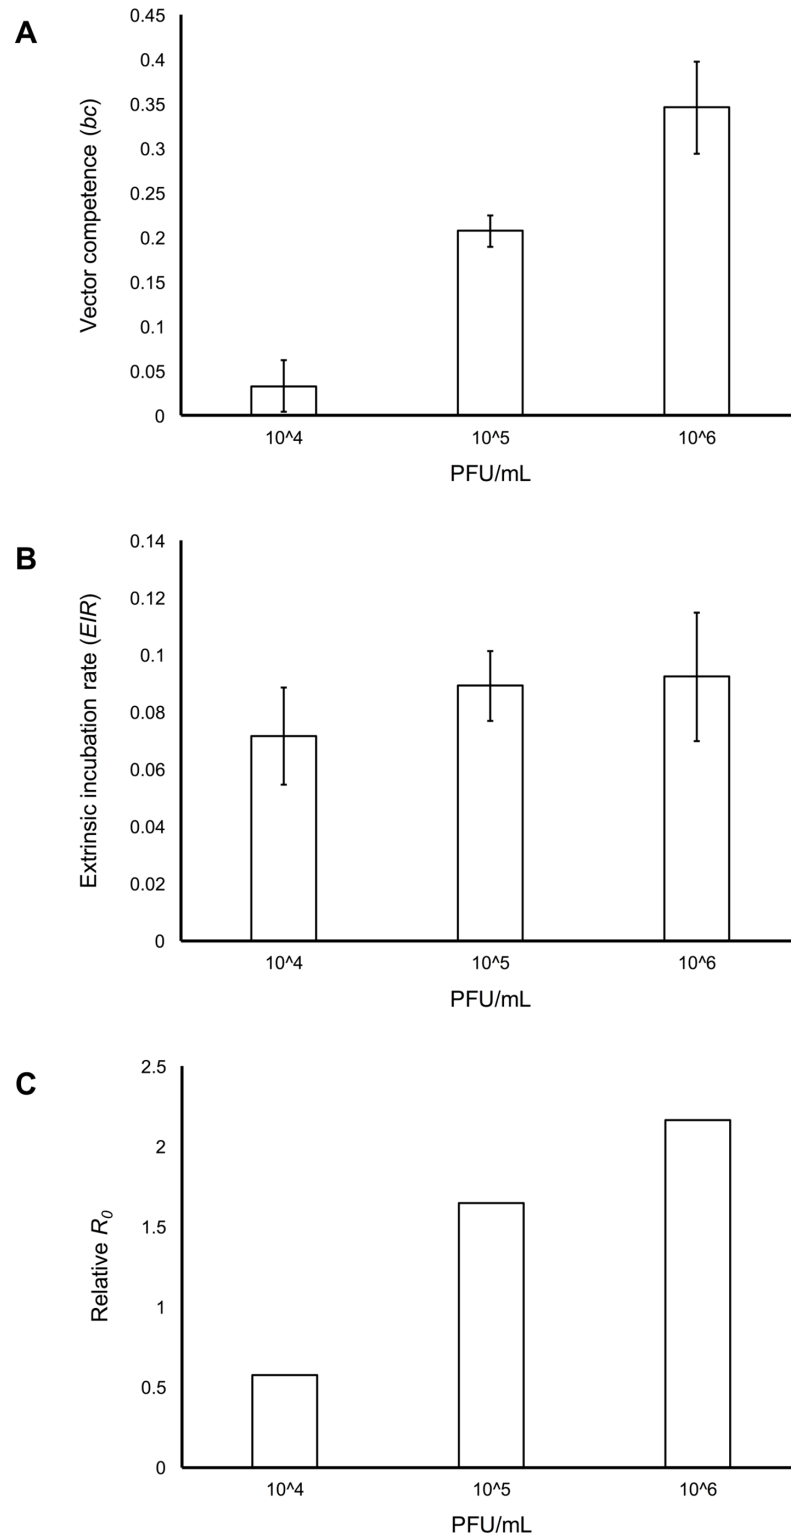 A
0.45
0.4
0.35
0.3
0.25
0.2
0.15
0.1
0.05
0
Vector competence (bc)
10^4 10^5 10^6
PFU/mL
B
0.14
0.12
0.1
0.08
0.06
0.04
0.02
0
Extrinsic incubation rate (EIR)
10^4 10^5 10^6
PFU/mL
C
2.5
2
1.5
1
0.5
0
Relative R0
10^4 10^5 10^6
PFU/mL